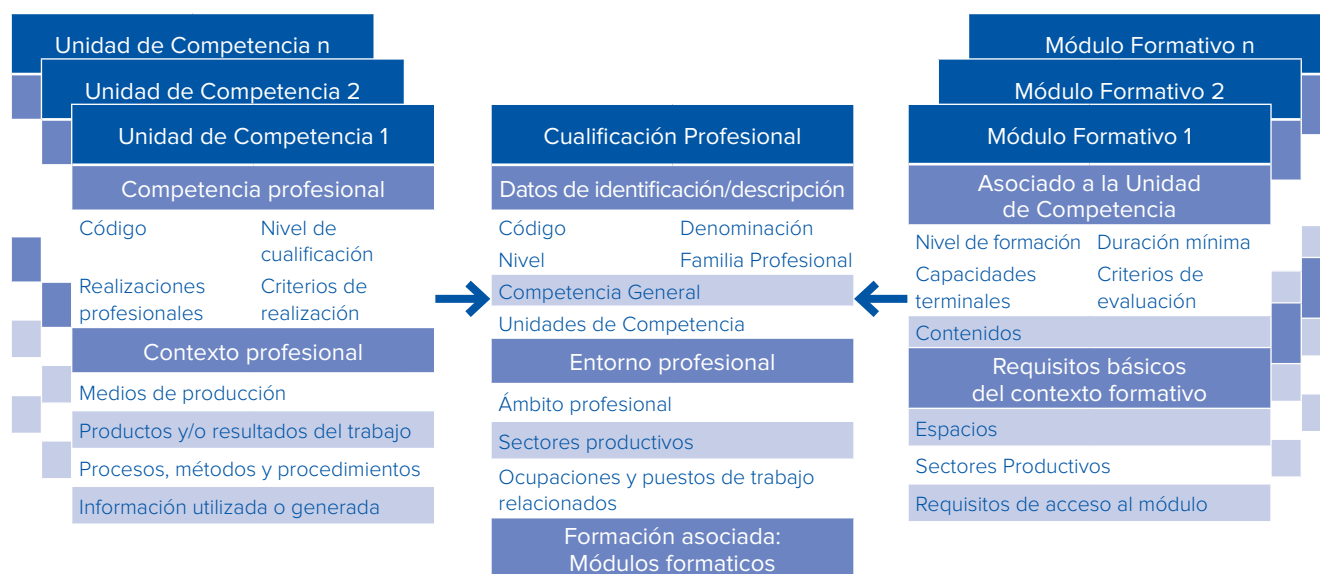 Unidad de Competencia n
Unidad de Competencia 2
Unidad de Competencia 1
Competencia profesional
Código
Nivel de
cualificación
Realizaciones
profesionales
Criterios de
realización
Contexto profesional
Medios de producción
Productos y/o resultados del trabajo
Procesos, métodos y procedimientos
Información utilizada o generada
Cualificación Profesional
Datos de identificación/descripción
Código
Denominación
Nivel
Familia Profesional
Competencia General
Unidades de Competencia
Entorno profesional
Ámbito profesional
Sectores productivos
Ocupaciones y puestos de trabajo
relacionados
Formación asociada:
Módulos formaticos
Módulo Formativo n
Módulo Formativo 2
Módulo Formativo 1
Asociado a la Unidad
de Competencia
Nivel de formación
Duración mínima
Capacidades
terminales
Criterios de
evaluación
Contenidos
Requisitos básicos
del contexto formativo
Espacios
Sectores Productivos
Requisitos de acceso al módulo